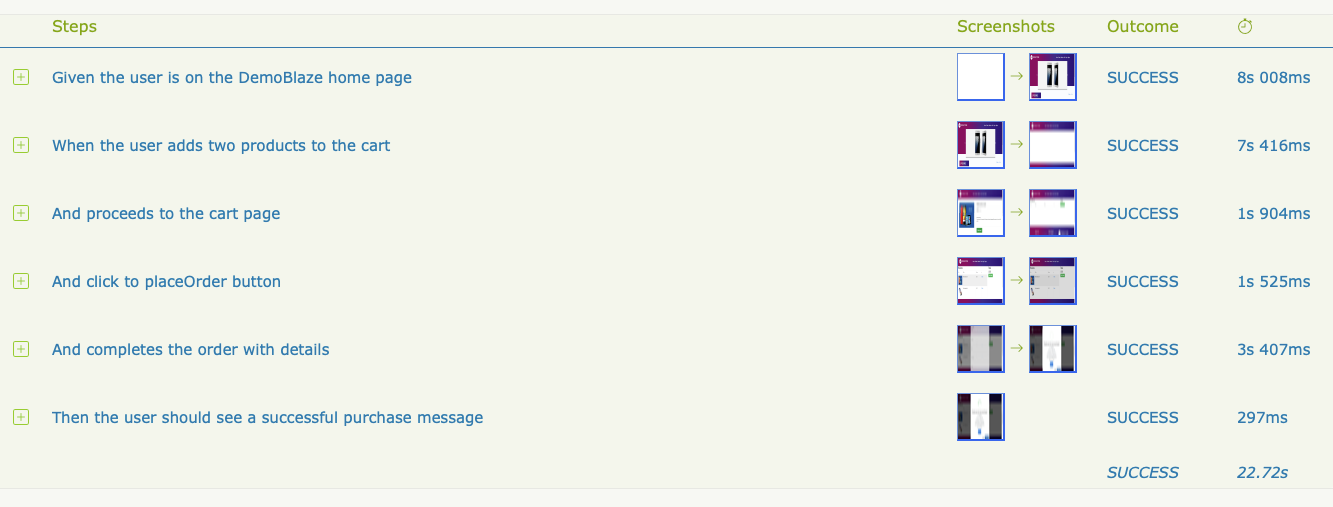 Steps Screenshots Outcome
Given the user is on the DemoBlaze home page SUCCESS 8s 008ms
When the user adds two products to the cart SUCCESS 7s 416ms
And proceeds to the cart page SUCCESS 1s 904ms
And click to placeOrder button SUCCESS 1s 525ms
And completes the order with details SUCCESS 3s 407ms
Then the user should see a successful purchase message SUCCESS 297ms
SUCCESS 22.72s